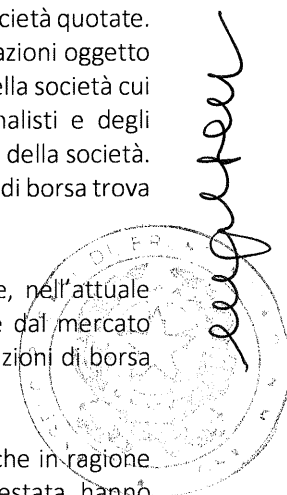 cietà quotate.
azioni oggetto
ella società cui
nalisti e degli
della società.
di borsa trova
e, nell'attuale
e dal mercato
zioni di borsa
che in ragione
estata hanno